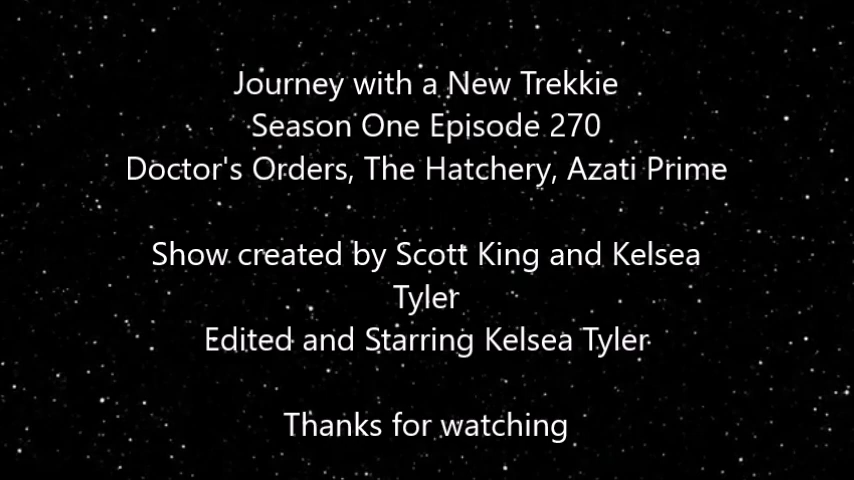 Journey with a New Trekkie
Season One Episode 270
Doctor's Orders, The Hatchery, Azati Prime
Show created by Scott King and Kelsea
Tyler
Edited and Starring Kelsea Tyler
Thanks for watching